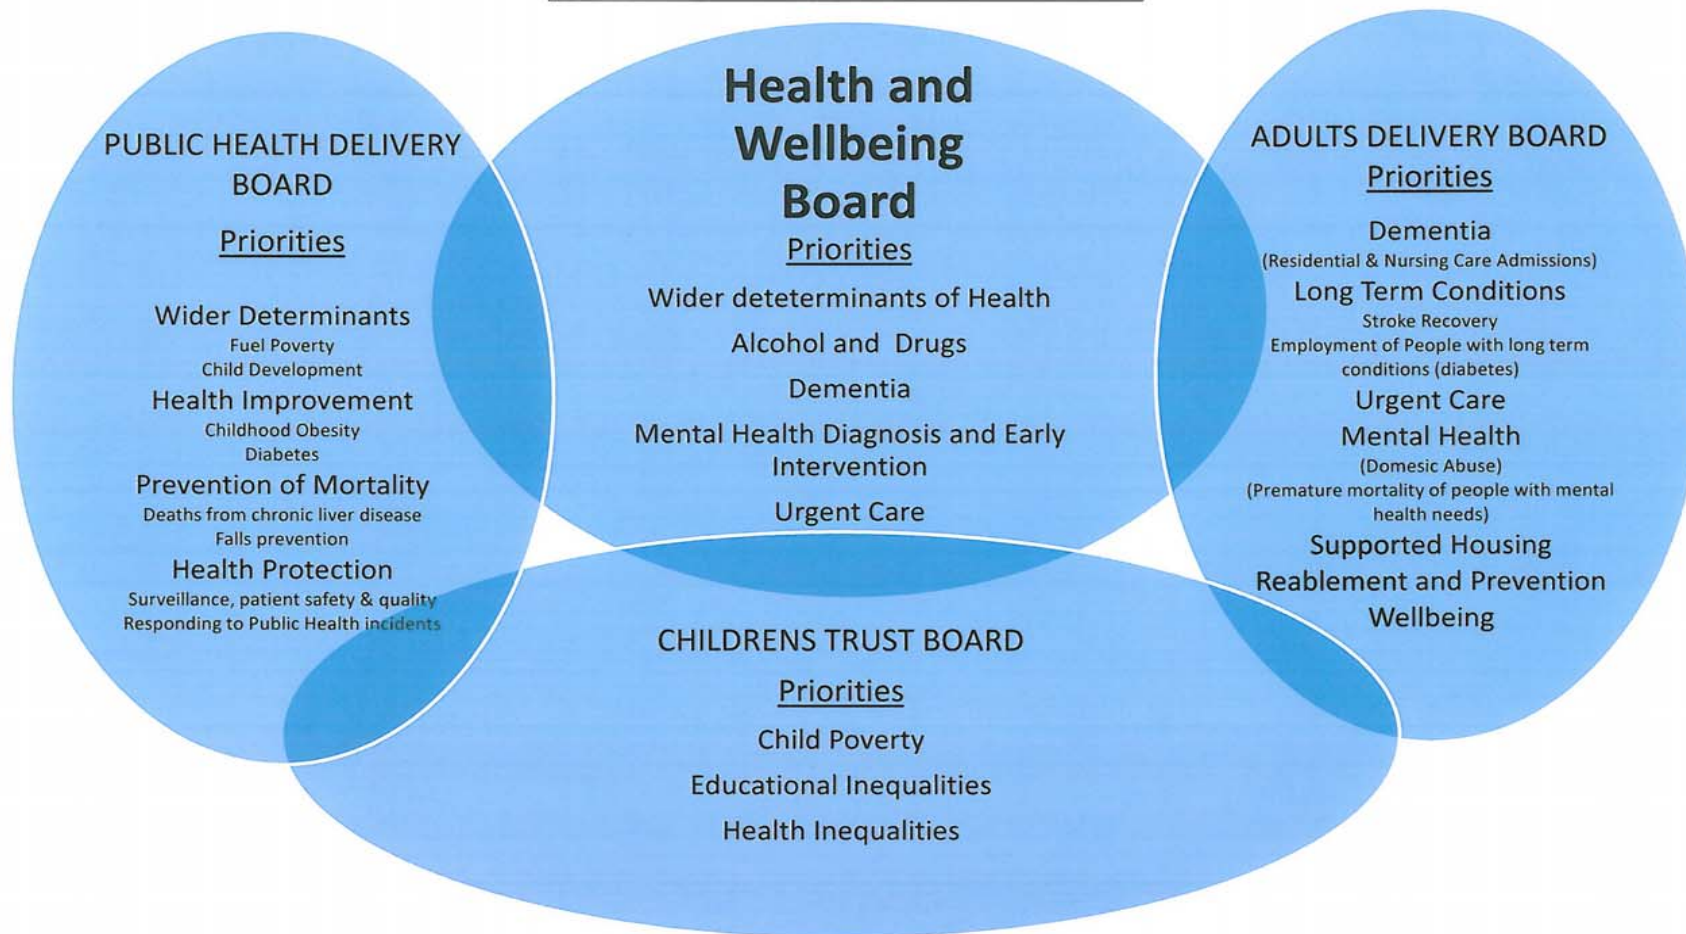 PUBLIC HEALTH DELIVERY
BOARD
Priorities
Wider Determinants
Fuel Poverty
Child Development
Health Improvement
Childhood Obesity
Diabetes
Prevention of Mortality
Deaths from chronic liver disease
Falls prevention
Health Protection
Surveillance, patient safety & quality
Responding to Public Health incidents
Health and
Wellbeing
Board
Priorities
Wider deteterminants of Health
Alcohol and Drugs
Dementia
Mental Health Diagnosis and Early
Intervention
Urgent Care
ADULTS DELIVERY BOARD
Priorities
Dementia
(Residential & Nursing Care Admissions)
Long Term Conditions
Stroke Recovery
Employment of People with long term
conditions (diabetes)
Urgent Care
Mental Health
(Domesic Abuse)
(Premature mortality of people with mental
health needs)
Supported Housing
Reablement and Prevention
Wellbeing
CHILDRENS TRUST BOARD
Priorities
Child Poverty
Educational Inequalities
Health Inequalities